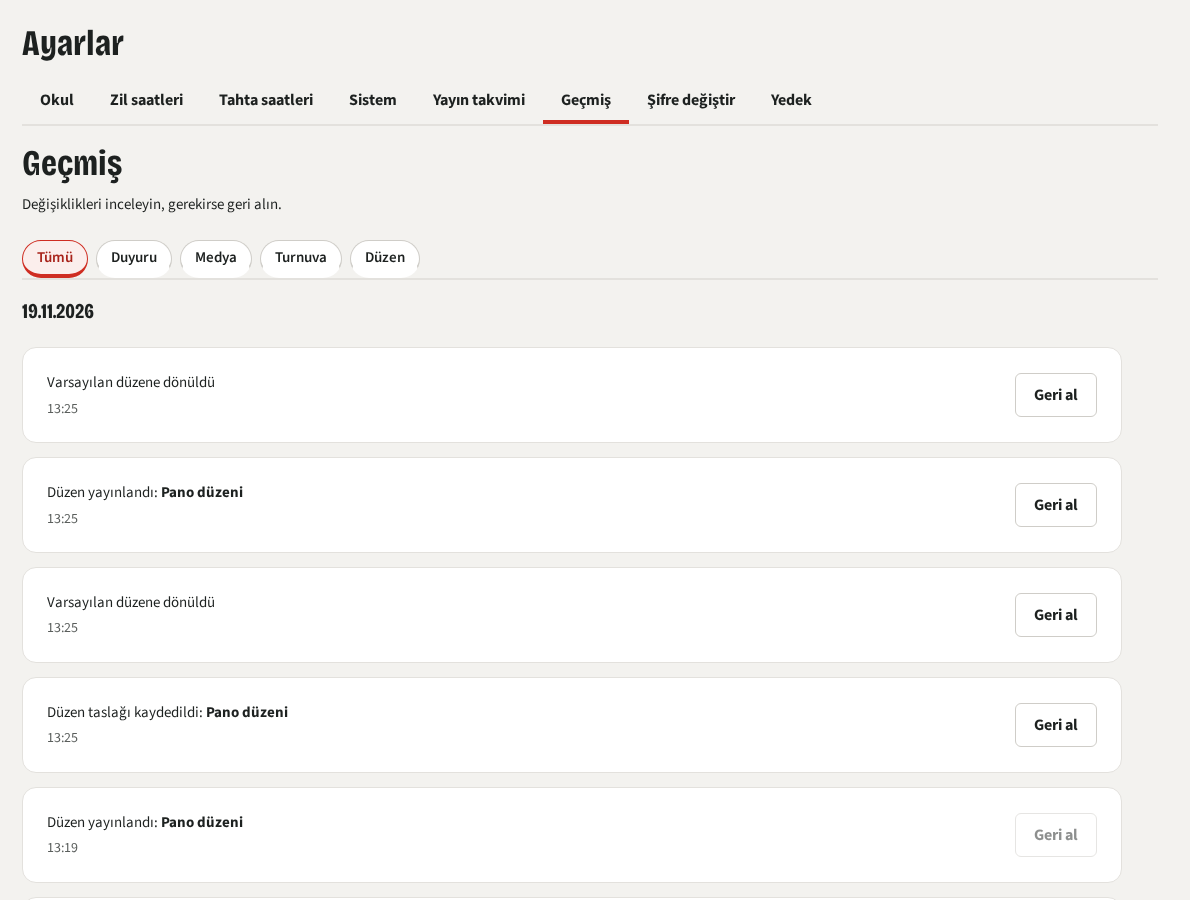 Ayarlar
Okul Zil saatleri Tahta saatleri Sistem Yayın takvimi Geçmiş Şifre değiştir Yedek
Geçmiş
Değişiklikleri inceleyin, gerekirse geri alın.
Tümü Duyuru Medya Turnuva Düzen
19.11.2026
Varsayılan düzene dönüldü
13:25
Geri al
Düzen yayınlandı: Pano düzeni
13:25
Geri al
Varsayılan düzene dönüldü
13:25
Geri al
Düzen taslağı kaydedildi: Pano düzeni
13:25
Geri al
Düzen yayınlandı: Pano düzeni
13:19
Geri al